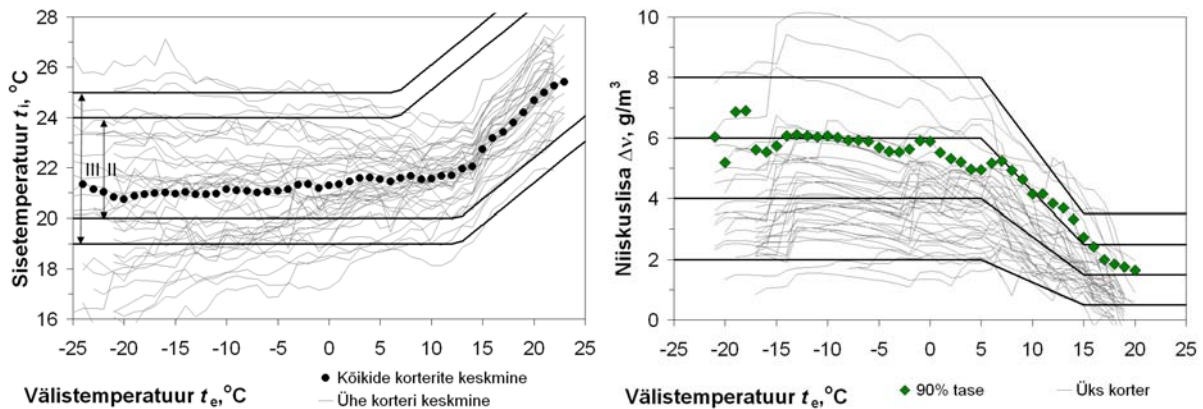 Sisetemperatuur ti, °C
28
26
24
22
20
18
16
III
II
-25 -20 -15 -10 -5 0 5 10 15 20 25
Välistemperatuur te,°C
Kõikide korterite keskmine
Ühe korteri keskmine
Niiskuslisa Δν, g/m³
10
8
6
4
2
0
-25 -20 -15 -10 -5 0 5 10 15 20 25
Välistemperatuur te,°C
90% tase
Üks korter